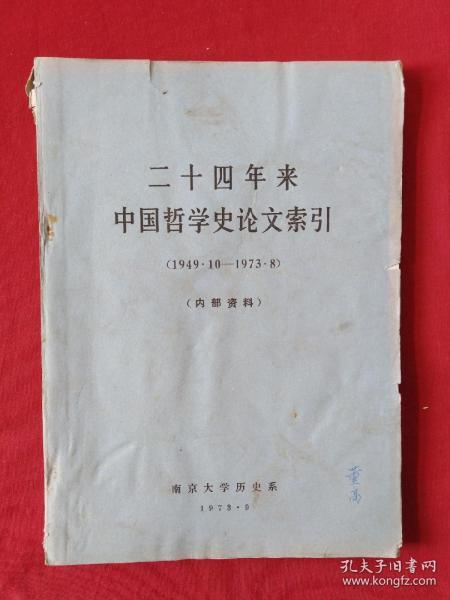 二十四年来
中国哲学史论文索引
(1949·10—1973·8)
(内部资料)
南京大学历史系
1973·9
孔夫子旧书网
www.kongfz.com